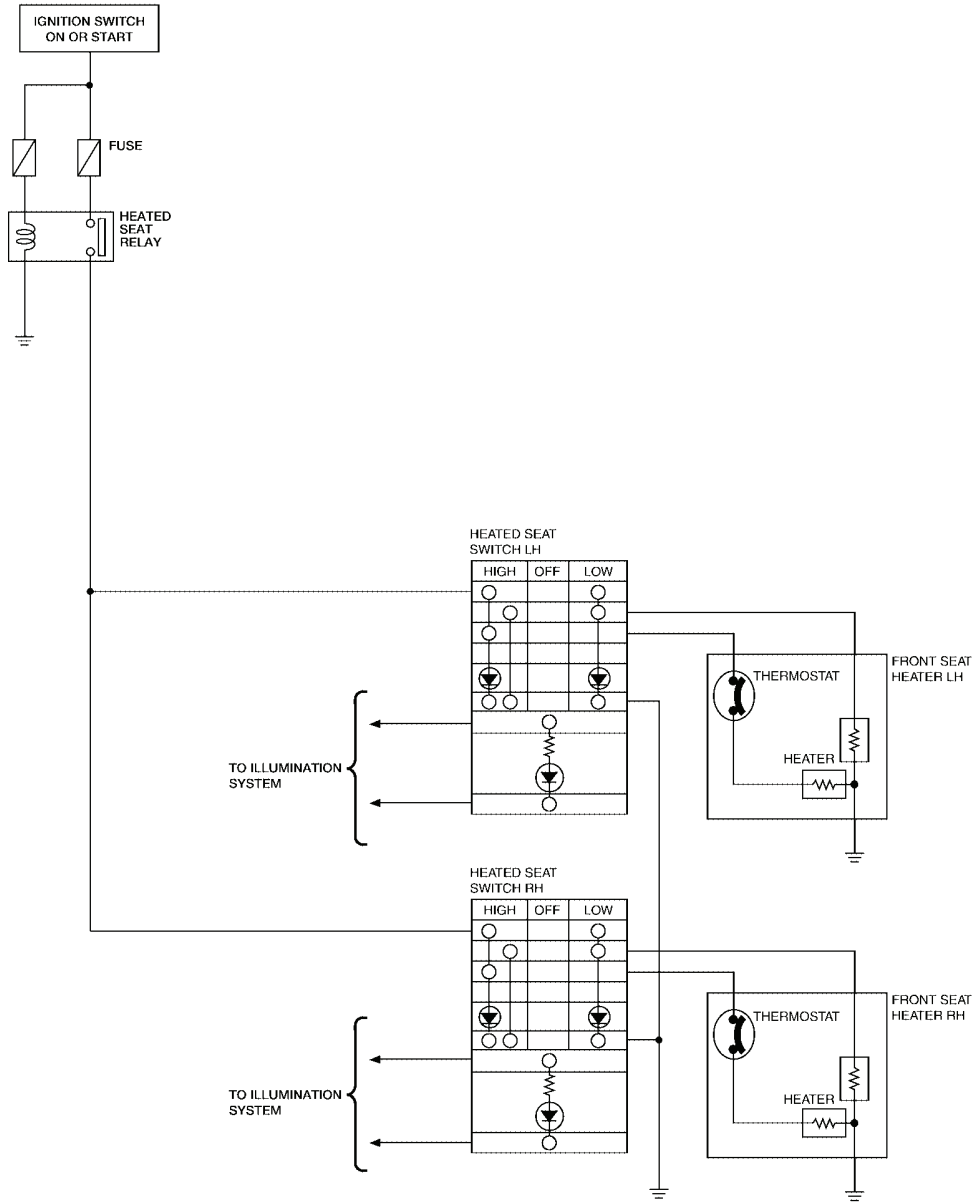 IGNITION SWITCH
ON OR START
FUSE
HEATED
SEAT
RELAY
HEATED SEAT
SWITCH LH
HIGH OFF LOW
FRONT SEAT
HEATER LH
THERMOSTAT
HEATER
TO ILLUMINATION
SYSTEM
HEATED SEAT
SWITCH RH
HIGH OFF LOW
FRONT SEAT
HEATER RH
THERMOSTAT
HEATER
TO ILLUMINATION
SYSTEM